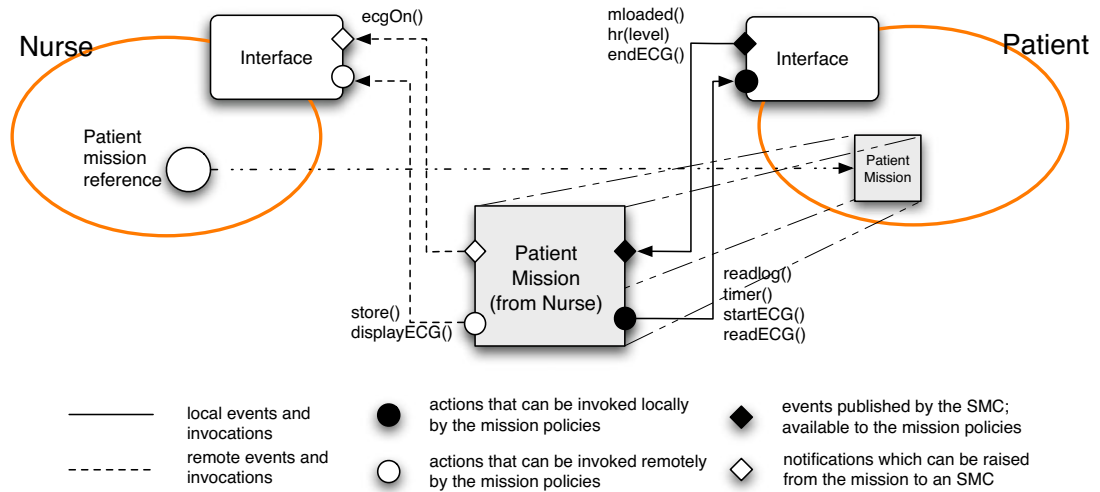 Nurse
Interface
ecgOn()
Patient
mission
reference
mloaded()
hr(level)
endECG()
Interface
Patient
Patient
Mission
Patient
Mission
(from Nurse)
store()
displayECG()
readlog()
timer()
startECG()
readECG()
local events and
invocations
remote events and
invocations
actions that can be invoked locally
by the mission policies
actions that can be invoked remotely
by the mission policies
events published by the SMC;
available to the mission policies
notifications which can be raised
from the mission to an SMC